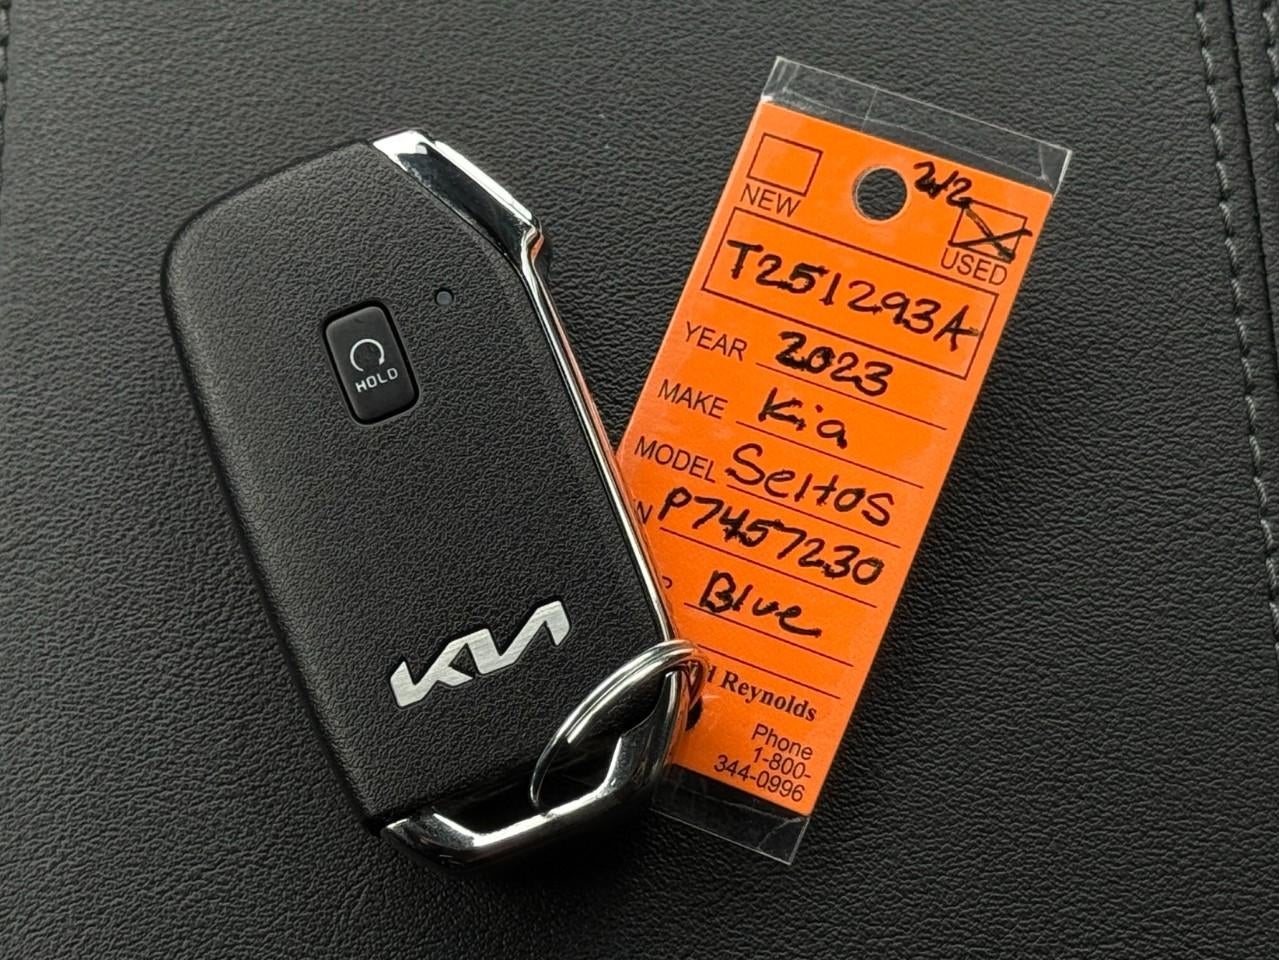 HOLD
KIA
2/2
NEW
USED
T251293A
YEAR 2023
MAKE Kia
MODEL Seltos
P7457230
Blue
Reynolds
Phone
1-800-
344-0996